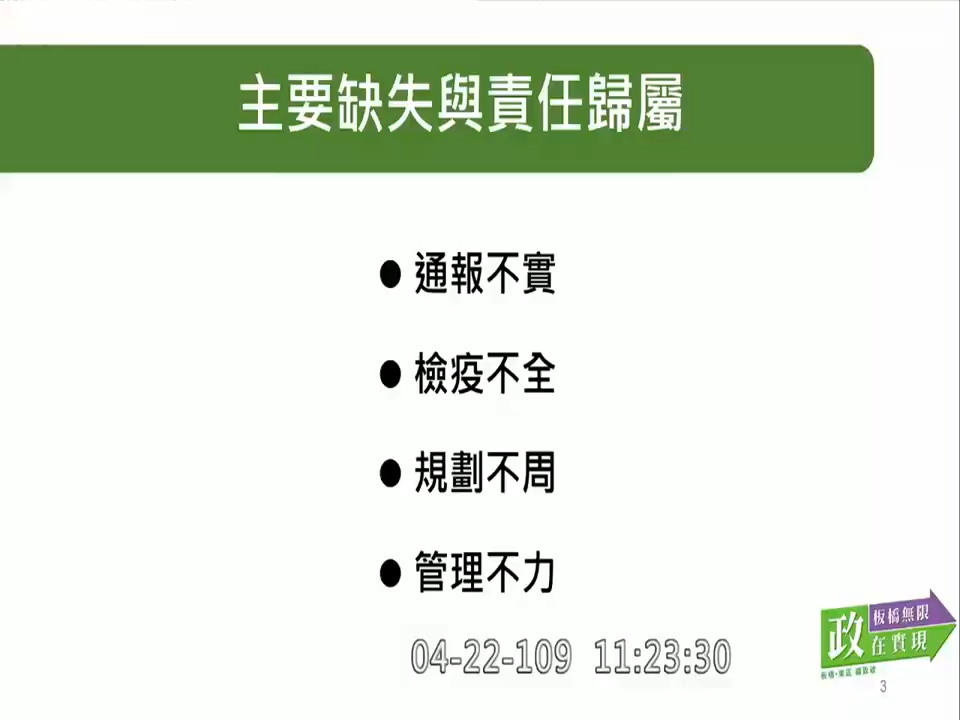 主要缺失與責任歸屬
● 通報不實
● 檢疫不全
● 規劃不周
● 管理不力
04-22-109 11:23:30
政
板橋無限
在實現
3